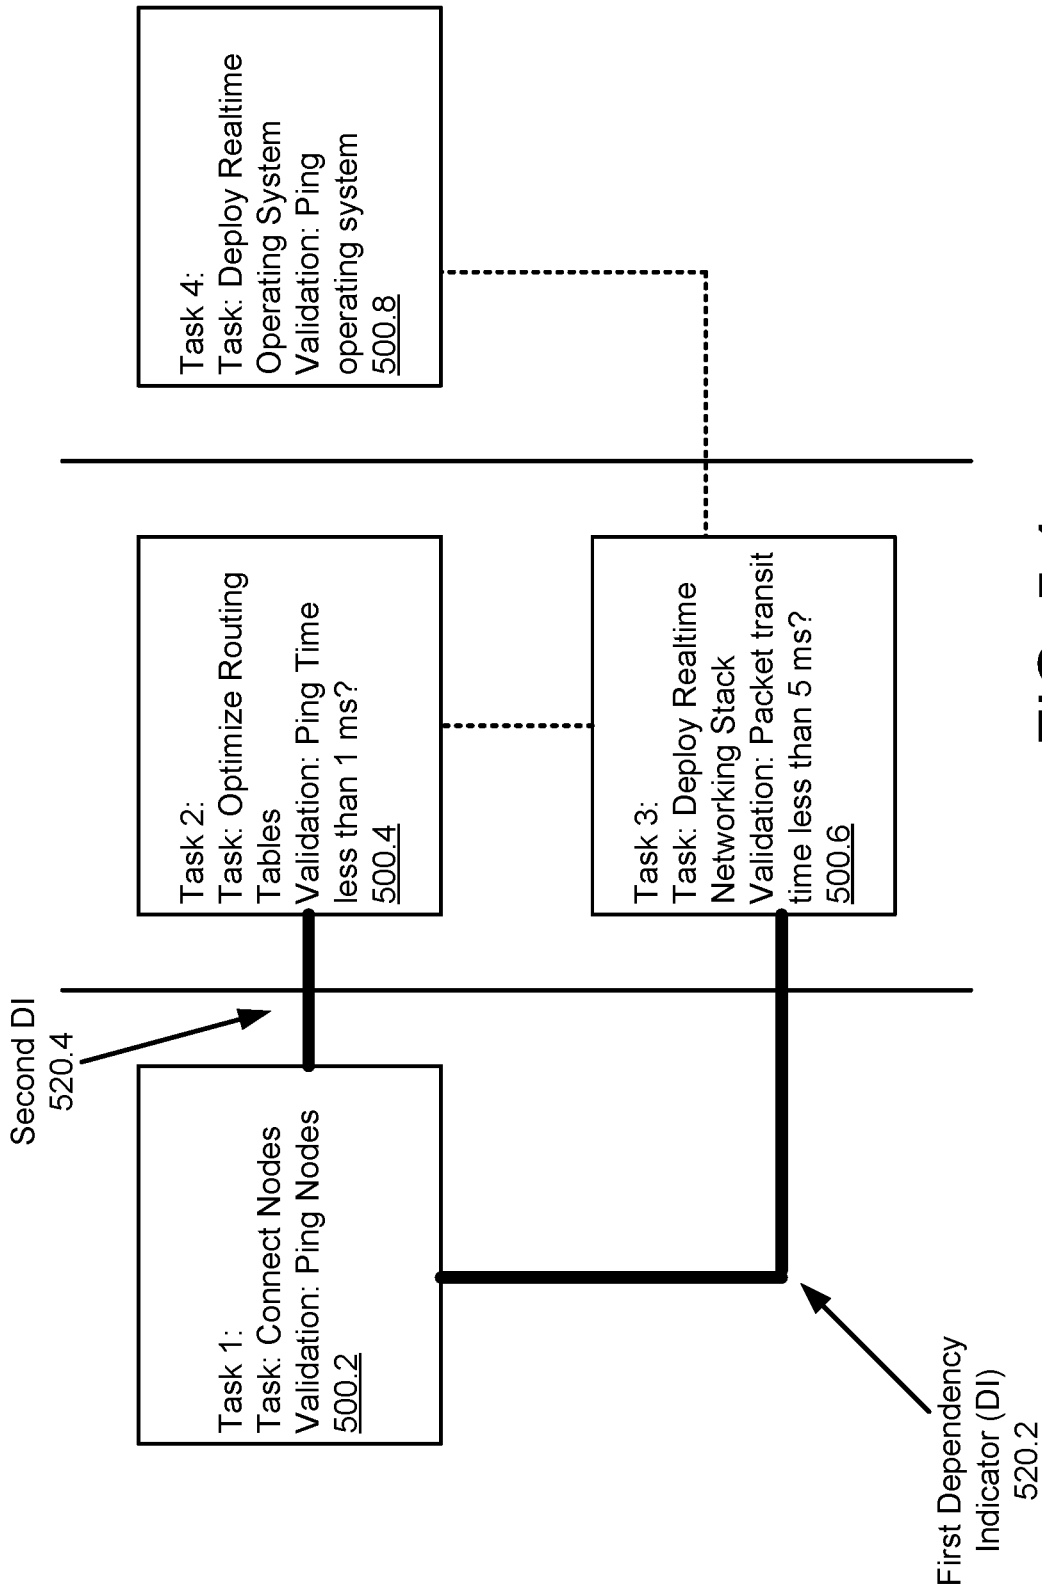 Second DI
520.4
Task 1:
Task: Connect Nodes
Validation: Ping Nodes
500.2
Task 2:
Task: Optimize Routing
Tables
Validation: Ping Time
less than 1 ms?
500.4
Task 4:
Task: Deploy Realtime
Operating System
Validation: Ping
operating system
500.8
Task 3:
Task: Deploy Realtime
Networking Stack
Validation: Packet transit
time less than 5 ms?
500.6
First Dependency
Indicator (DI)
520.2